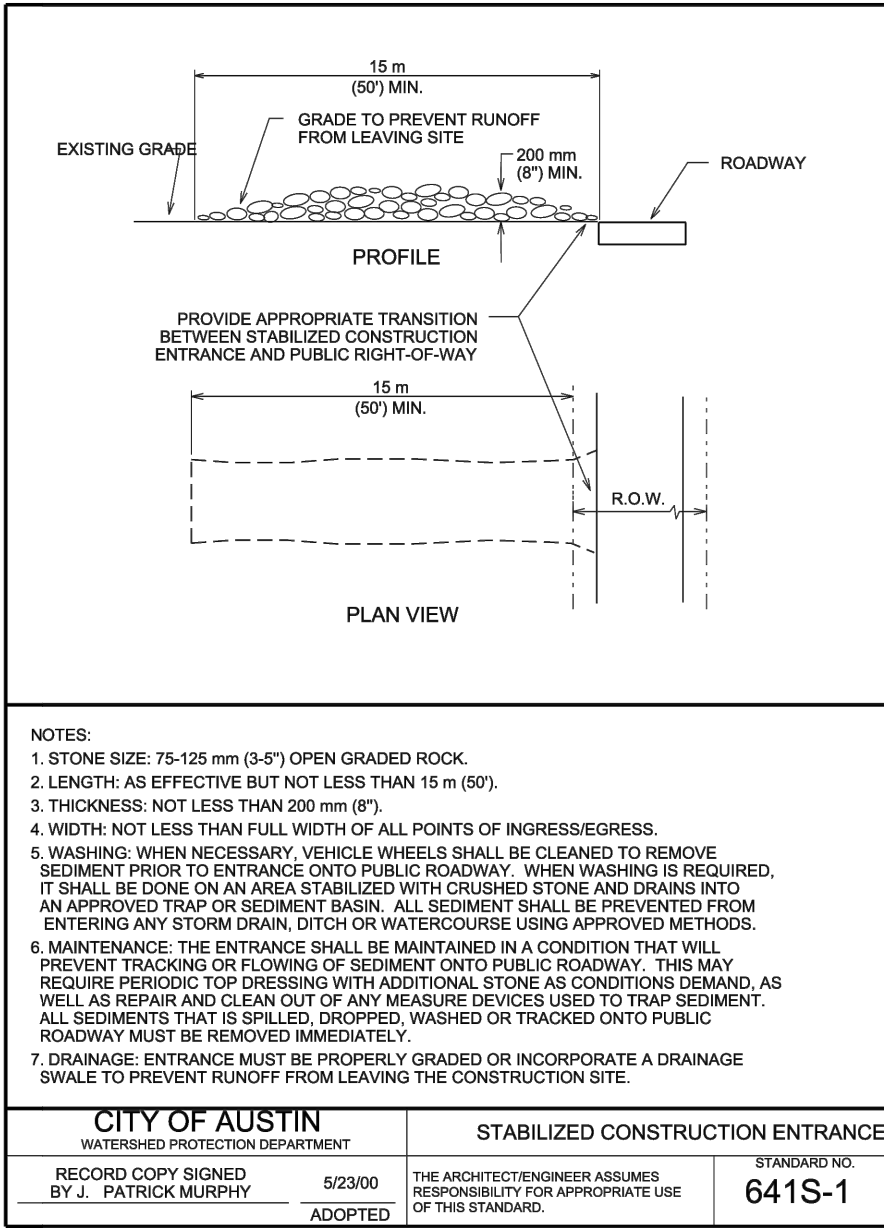 15 m
(50') MIN.
GRADE TO PREVENT RUNOFF
FROM LEAVING SITE
EXISTING GRADE
200 mm
(8") MIN.
ROADWAY
PROFILE
PROVIDE APPROPRIATE TRANSITION
BETWEEN STABILIZED CONSTRUCTION
ENTRANCE AND PUBLIC RIGHT-OF-WAY
15 m
(50') MIN.
R.O.W.
PLAN VIEW
NOTES:
1. STONE SIZE: 75-125 mm (3-5") OPEN GRADED ROCK.
2. LENGTH: AS EFFECTIVE BUT NOT LESS THAN 15 m (50').
3. THICKNESS: NOT LESS THAN 200 mm (8").
4. WIDTH: NOT LESS THAN FULL WIDTH OF ALL POINTS OF INGRESS/EGRESS.
5. WASHING: WHEN NECESSARY, VEHICLE WHEELS SHALL BE CLEANED TO REMOVE
SEDIMENT PRIOR TO ENTRANCE ONTO PUBLIC ROADWAY. WHEN WASHING IS REQUIRED,
IT SHALL BE DONE ON AN AREA STABILIZED WITH CRUSHED STONE AND DRAINS INTO
AN APPROVED TRAP OR SEDIMENT BASIN. ALL SEDIMENT SHALL BE PREVENTED FROM
ENTERING ANY STORM DRAIN, DITCH OR WATERCOURSE USING APPROVED METHODS.
6. MAINTENANCE: THE ENTRANCE SHALL BE MAINTAINED IN A CONDITION THAT WILL
PREVENT TRACKING OR FLOWING OF SEDIMENT ONTO PUBLIC ROADWAY. THIS MAY
REQUIRE PERIODIC TOP DRESSING WITH ADDITIONAL STONE AS CONDITIONS DEMAND, AS
WELL AS REPAIR AND CLEAN OUT OF ANY MEASURE DEVICES USED TO TRAP SEDIMENT.
ALL SEDIMENTS THAT IS SPILLED, DROPPED, WASHED OR TRACKED ONTO PUBLIC
ROADWAY MUST BE REMOVED IMMEDIATELY.
7. DRAINAGE: ENTRANCE MUST BE PROPERLY GRADED OR INCORPORATE A DRAINAGE
SWALE TO PREVENT RUNOFF FROM LEAVING THE CONSTRUCTION SITE.
CITY OF AUSTIN
WATERSHED PROTECTION DEPARTMENT
STABILIZED CONSTRUCTION ENTRANCE
RECORD COPY SIGNED
BY J. PATRICK MURPHY
5/23/00
ADOPTED
THE ARCHITECT/ENGINEER ASSUMES
RESPONSIBILITY FOR APPROPRIATE USE
OF THIS STANDARD.
STANDARD NO.
641S-1